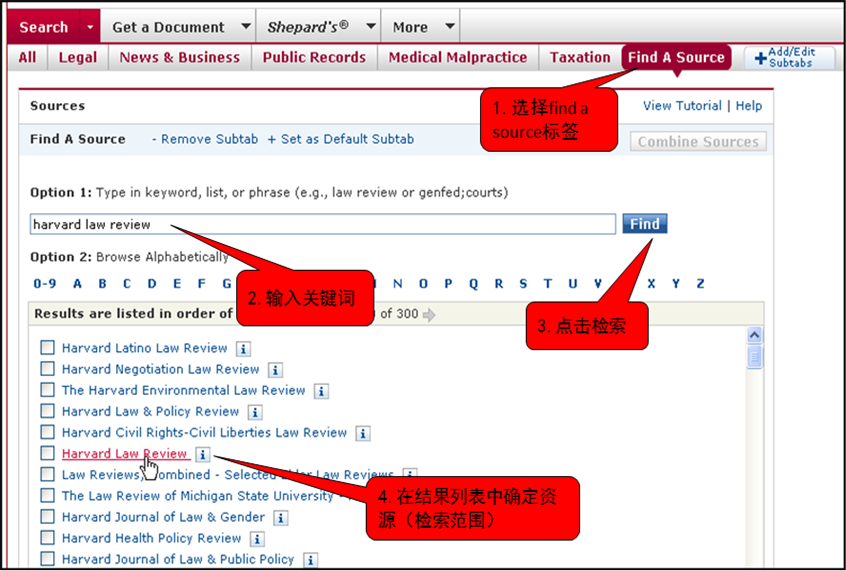 Search Get a Document Shepard's® More
All Legal News & Business Public Records Medical Malpractice Taxation Find A Source Add/Edit Subtabs
1. 选择find a
source标签
Sources View Tutorial | Help
Find A Source - Remove Subtab + Set as Default Subtab Combine Sources
Option 1: Type in keyword, list, or phrase (e.g., law review or genfed;courts)
harvard law review Find
Option 2: Browse Alphabetically
0-9 A B C D E F G N O P Q R S T U V X Y Z
2. 输入关键词
3. 点击检索
Results are listed in order of of 300
Harvard Latino Law Review
Harvard Negotiation Law Review
The Harvard Environmental Law Review
Harvard Law & Policy Review
Harvard Civil Rights-Civil Liberties Law Review
Harvard Law Review
Law Reviews, Combined - Selected Elder Law Reviews
The Law Review of Michigan State University -
4. 在结果列表中确定资
源（检索范围）
Harvard Journal of Law & Gender
Harvard Health Policy Review
Harvard Journal of Law & Public Policy